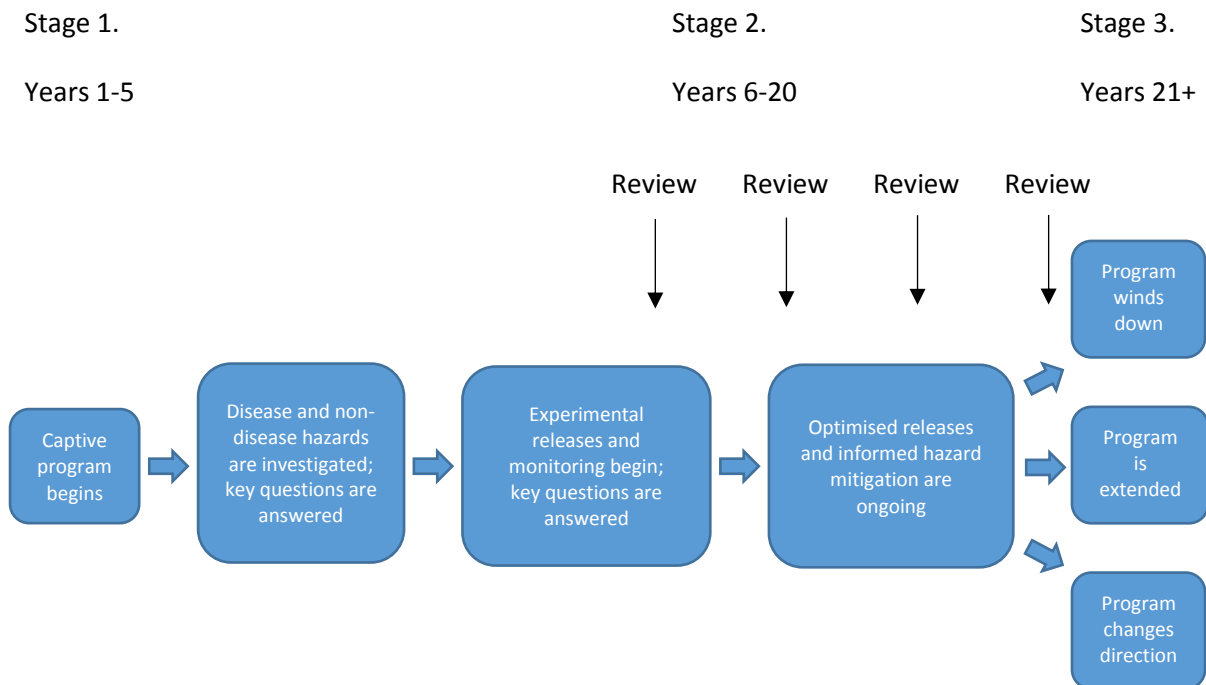 Stage 1.
Stage 2.
Stage 3.
Years 1-5
Years 6-20
Years 21+
Review
Review
Review
Review
Captive
program
begins
Disease and non-
disease hazards
are investigated;
key questions are
answered
Experimental
releases and
monitoring begin;
key questions are
answered
Optimised releases
and informed hazard
mitigation are
ongoing
Program
winds
down
Program
is
extended
Program
changes
direction